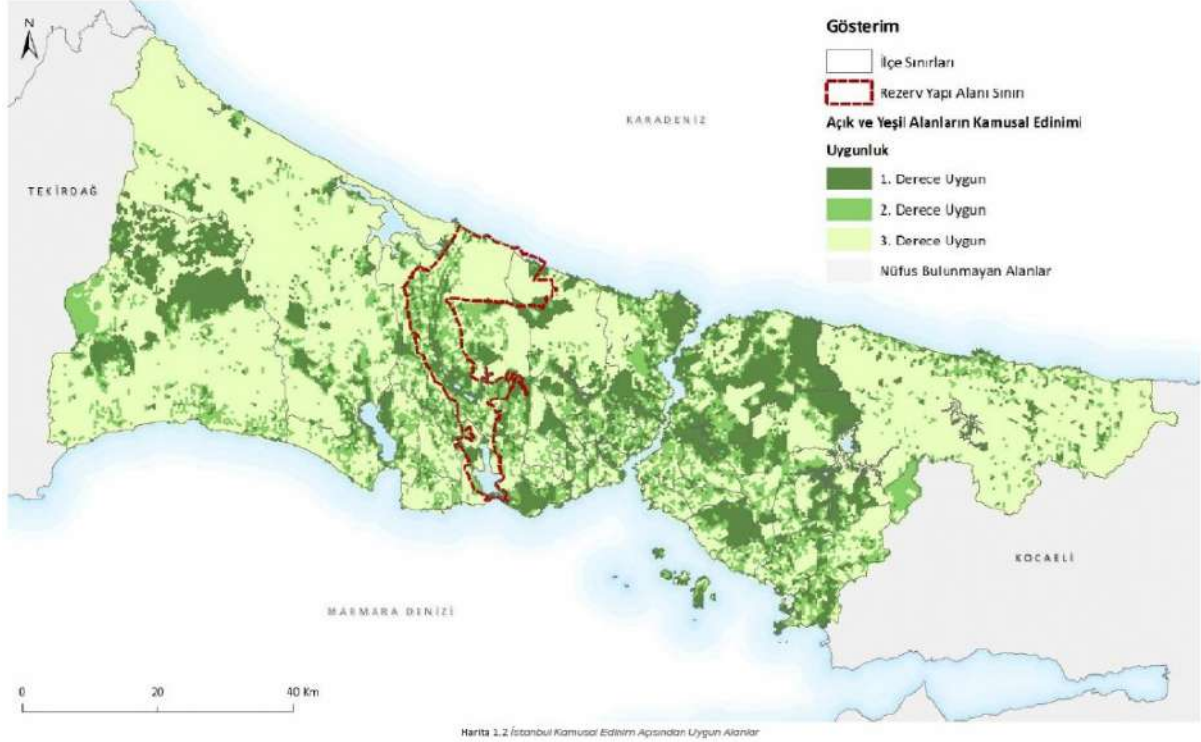 N
Gösterim
İlçe Sınırları
Rezerv Yapı Alanı Sınırı
Açık ve Yeşil Alanların Kamusal Edinimi
Uygunluk
1. Derece Uygun
2. Derece Uygun
3. Derece Uygun
Nüfus Bulunmayan Alanlar
KARADENİZ
TEKİRDAĞ
KOCAELİ
MARMARA DENİZİ
0 20 40 Km
Harita 1.2 İstanbul Kamusal Edinim Açısından Uygun Alanlar